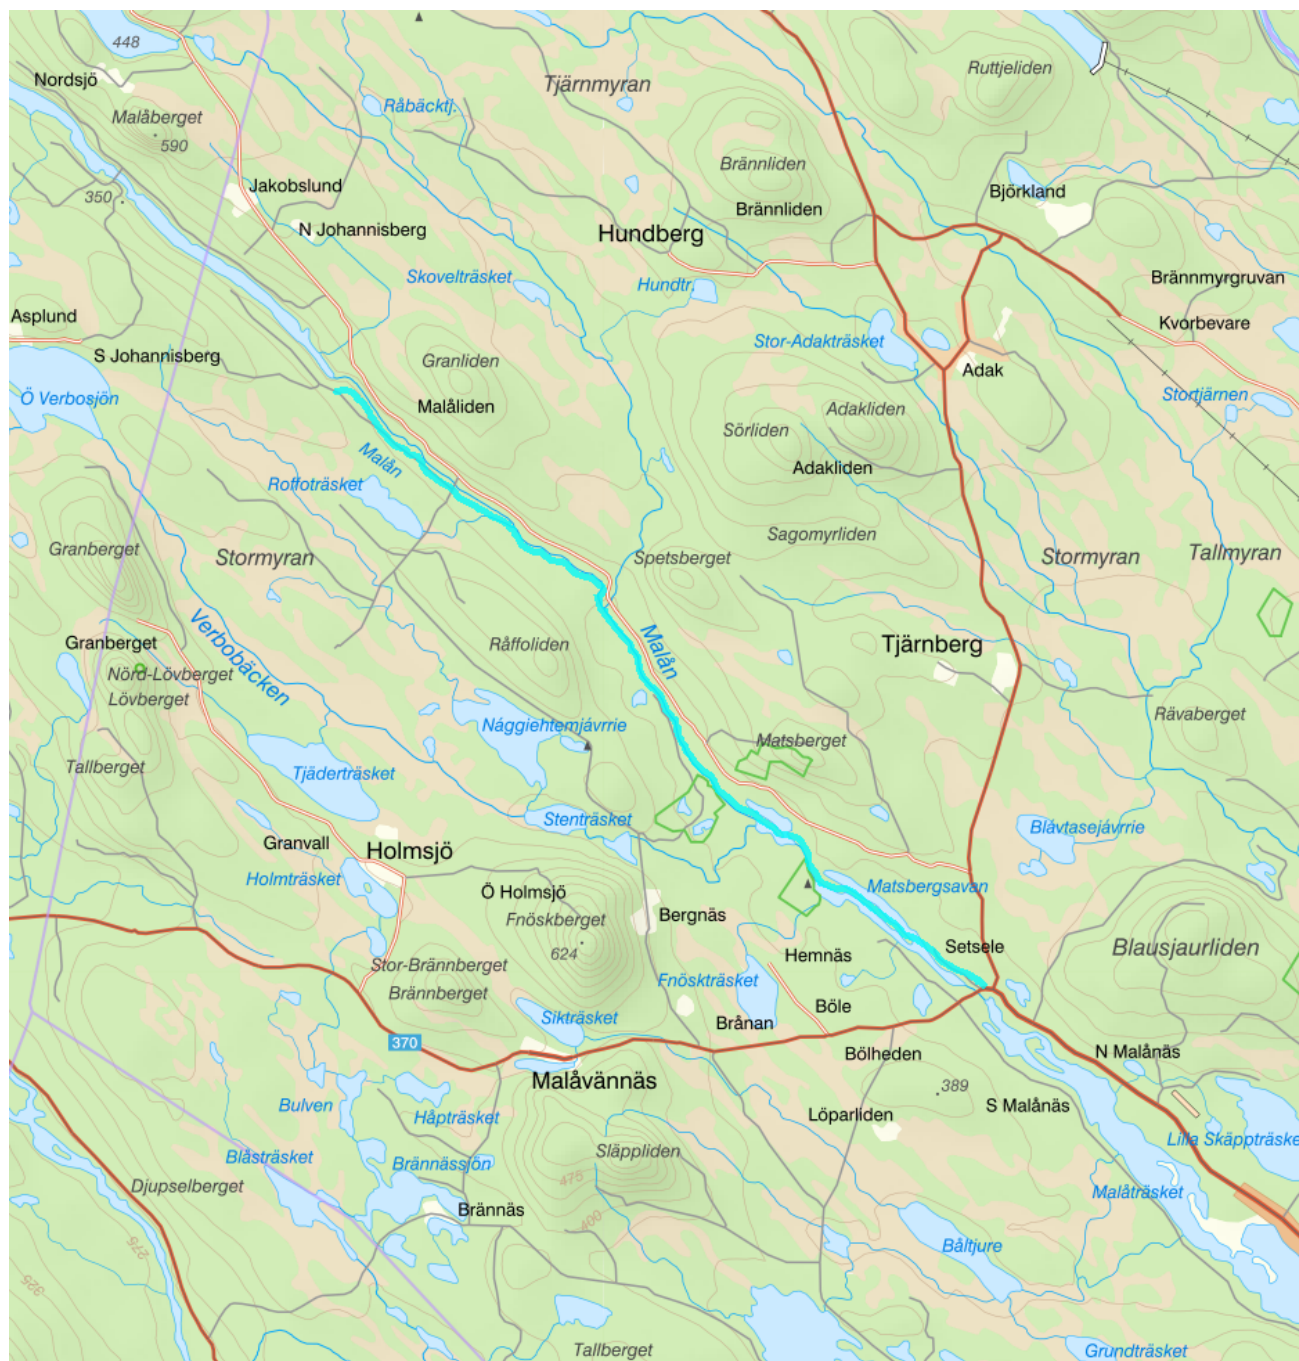 448
Nordsjö
Råbäcktj.
Tjärnmyran
Ruttjeliden
Malåberget
590
Brännliden
350
Jakobslund
Björkland
Brännliden
N Johannisberg
Hundberg
Skovelträsket
Hundtr.
Brännmyrgruvan
Asplund
Kvorbevare
S Johannisberg
Stor-Adakträsket
Granliden
Adak
Ö Verbosjön
Stortjärnen
Malåliden
Adakliden
Sörliden
Malån
Adakliden
Roffoträsket
Sagomyrliden
Granberget
Stormyran
Spetsberget
Stormyran
Tallmyran
Verbobäcken
Malån
Granberget
Råffoliden
Tjärnberg
Nörd-Lövberget
Lövberget
Rävaberget
Nággiehtemjávrrie
Matsberget
Tallberget
Tjäderträsket
Stenträsket
Blávtasejávrrie
Granvall
Holmsjö
Holmträsket
Ö Holmsjö
Matsbergsavan
Fnöskberget
Bergnäs
624
Hemnäs
Setsele
Blausjaurliden
Stor-Brännberget
Brännberget
Fnöskträsket
Böle
Sikträsket
Brånan
370
Bölheden
N Malånäs
Malåvännäs
389
S Malånäs
Bulven
Håpträsket
Löparliden
Lilla Skäppträske
Blåsträsket
Brännässjön
Släppliden
475
Djupselberget
Malåträsket
Brännäs
400
275
Båltjure
325
Tallberget
Grundträsket